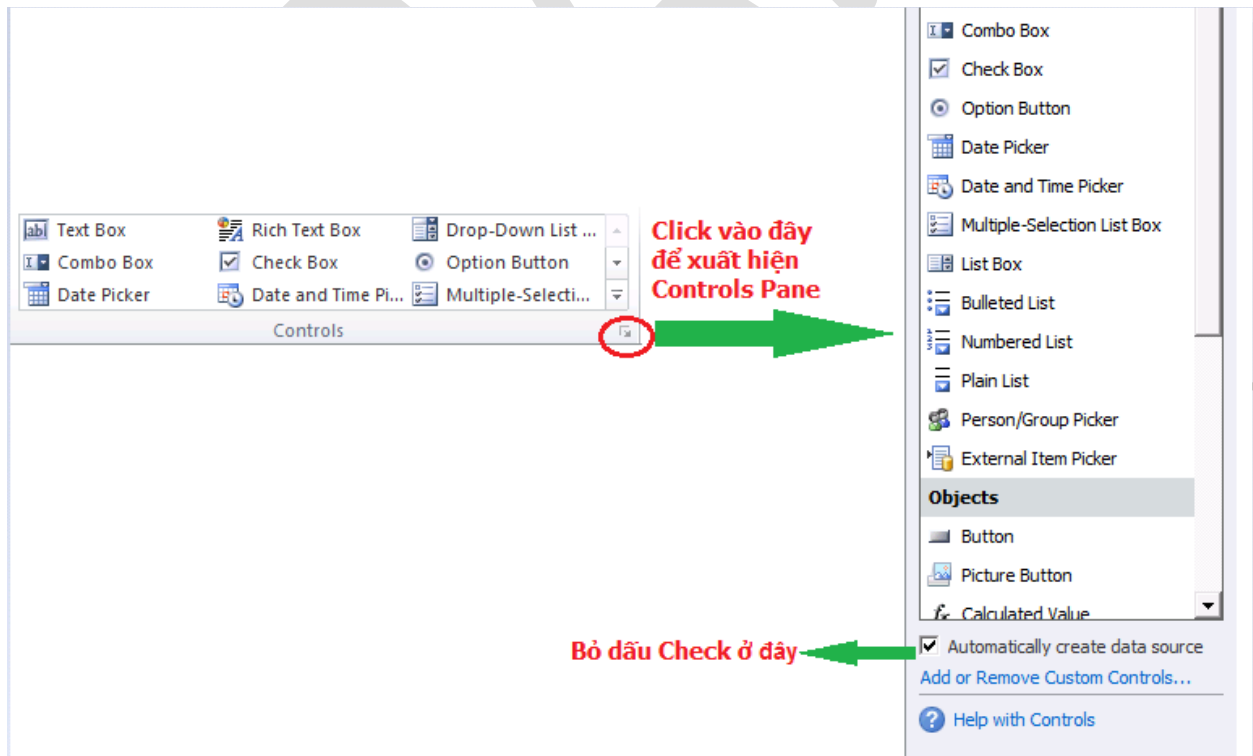 Text Box
Rich Text Box
Drop-Down List ...
Combo Box
Check Box
Option Button
Date Picker
Date and Time Pi...
Multiple-Selecti...
Controls
Click vào đây
để xuất hiện
Controls Pane
Combo Box
Check Box
Option Button
Date Picker
Date and Time Picker
Multiple-Selection List Box
List Box
Bulleted List
Numbered List
Plain List
Person/Group Picker
External Item Picker
Objects
Button
Picture Button
Calculated Value
Bỏ dấu Check ở đây
Automatically create data source
Add or Remove Custom Controls...
Help with Controls